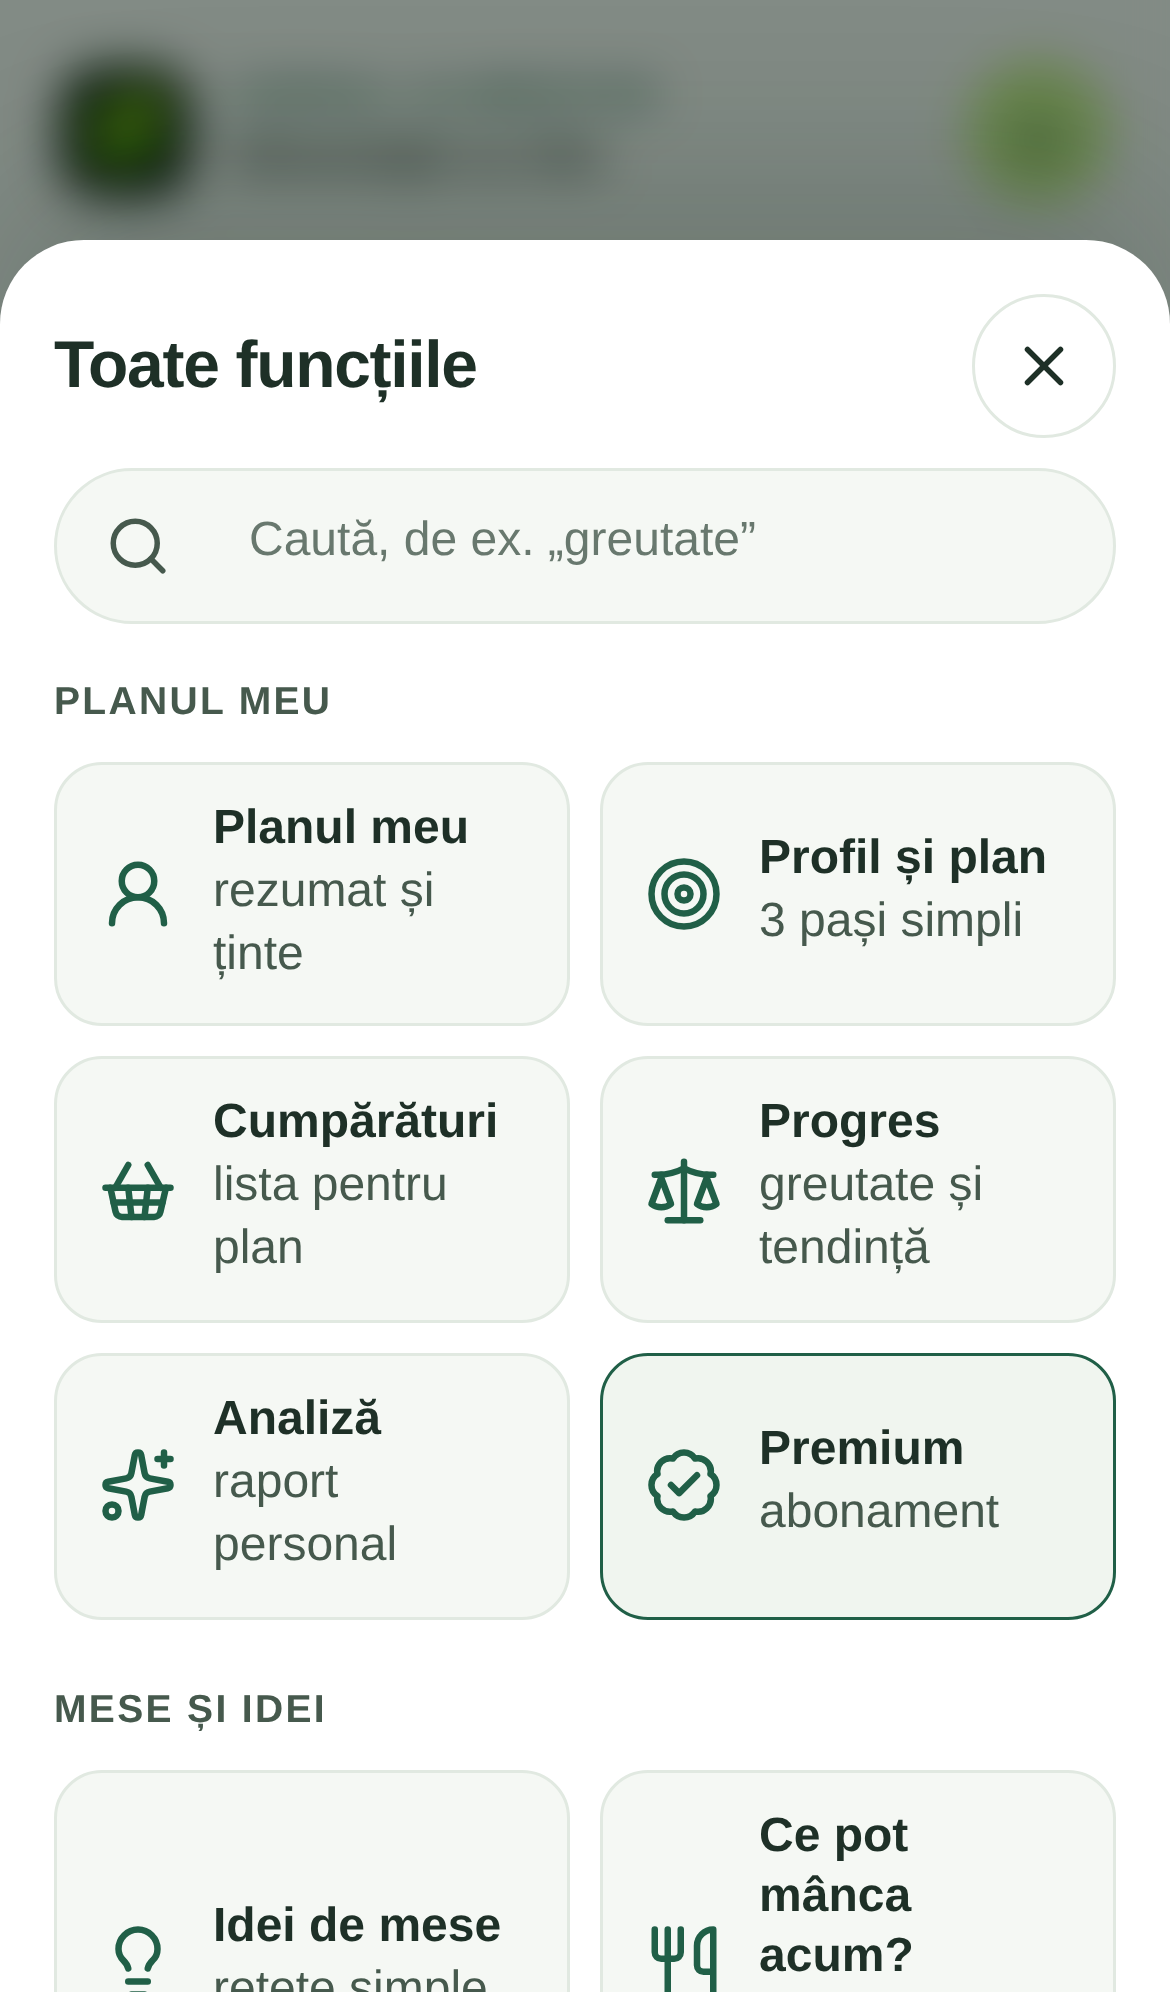 Toate funcțiile
Caută, de ex. „greutate”
PLANUL MEU
Planul meu
rezumat și
ținte
Profil și plan
3 pași simpli
Cumpărături
lista pentru
plan
Progres
greutate și
tendință
Analiză
raport
personal
Premium
abonament
MESE ȘI IDEI
Idei de mese
rețete simple
Ce pot
mânca
acum?